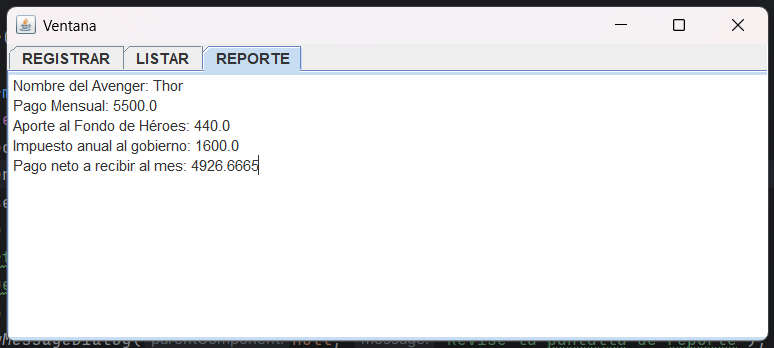 Ventana
REGISTRAR LISTAR REPORTE
Nombre del Avenger: Thor
Pago Mensual: 5500.0
Aporte al Fondo de Héroes: 440.0
Impuesto anual al gobierno: 1600.0
Pago neto a recibir al mes: 4926.6665